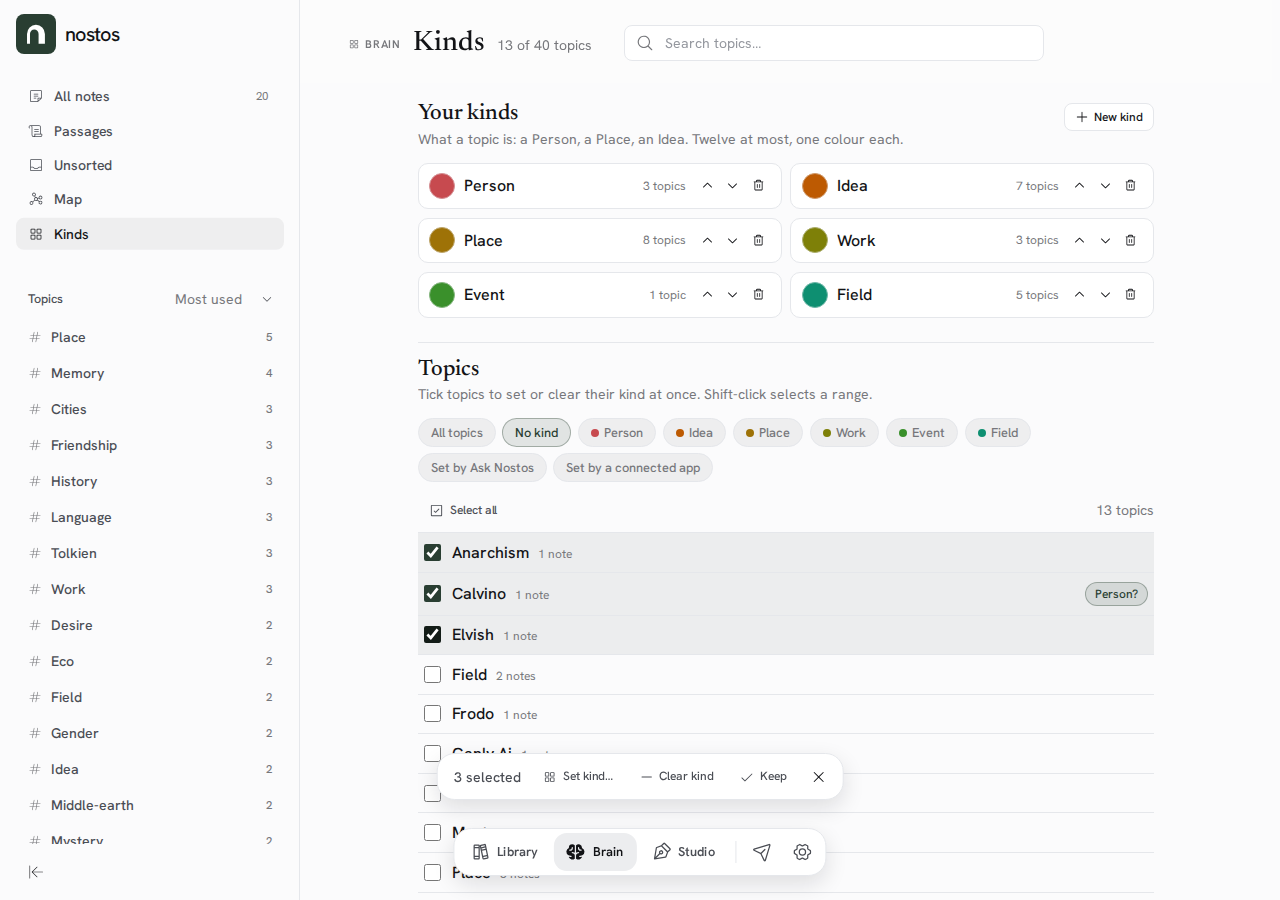 nostos
All notes 20
Passages
Unsorted
Map
Kinds
Topics Most used
# Place 5
# Memory 4
# Cities 3
# Friendship 3
# History 3
# Language 3
# Tolkien 3
# Work 3
# Desire 2
# Eco 2
# Field 2
# Gender 2
# Idea 2
# Middle-earth 2
# Mystery 2
BRAIN Kinds 13 of 40 topics
Search topics...
Your kinds
New kind
What a topic is: a Person, a Place, an Idea. Twelve at most, one colour each.
Person 3 topics
Idea 7 topics
Place 8 topics
Work 3 topics
Event 1 topic
Field 5 topics
Topics
Tick topics to set or clear their kind at once. Shift-click selects a range.
All topics No kind Person Idea Place Work Event Field
Set by Ask Nostos Set by a connected app
Select all 13 topics
Anarchism 1 note
Calvino 1 note Person?
Elvish 1 note
Field 2 notes
Frodo 1 note
3 selected Set kind... Clear kind Keep
Library Brain Studio
Place